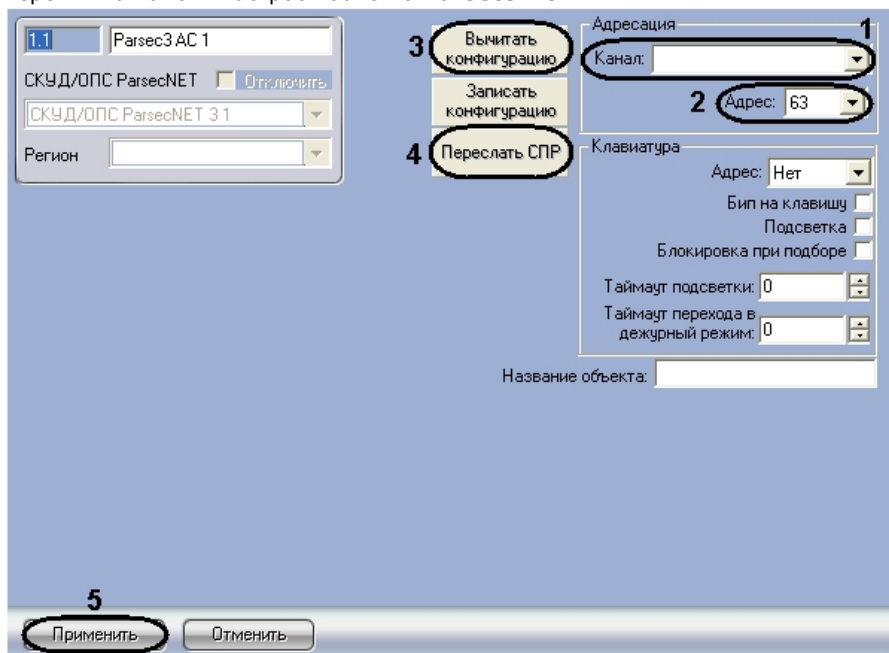 1.1 Parsec3 AC 1
СКУД/ОПС ParsecNET Отключить
СКУД/ОПС ParsecNET 3 1
Регион
3 Вычитать конфигурацию
Записать конфигурацию
4 Переслать СПР
Адресация
1
Канал:
2 Адрес: 63
Клавиатура
Адрес: Нет
Бип на клавишу
Подсветка
Блокировка при подборе
Таймаут подсветки: 0
Таймаут перехода в дежурный режим: 0
Название объекта:
5
Применить Отменить